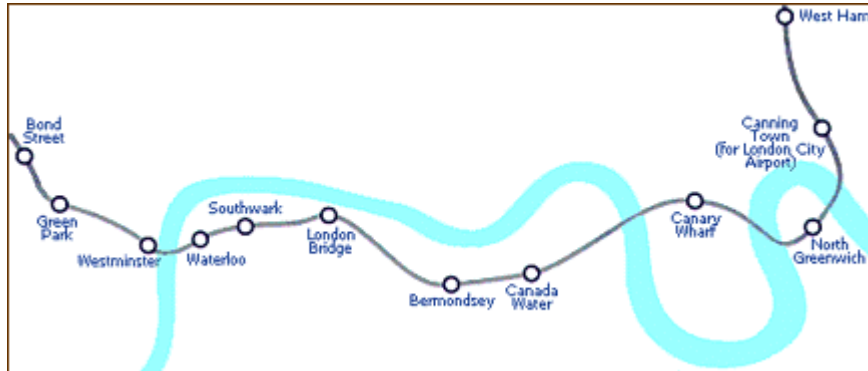 West Ham
Bond
Street
Canning
Town
(for London City
Airport)
Green
Park
Southwark
London
Bridge
Canary
Wharf
North
Greenwich
Westminster
Waterloo
Bermondsey
Canada
Water